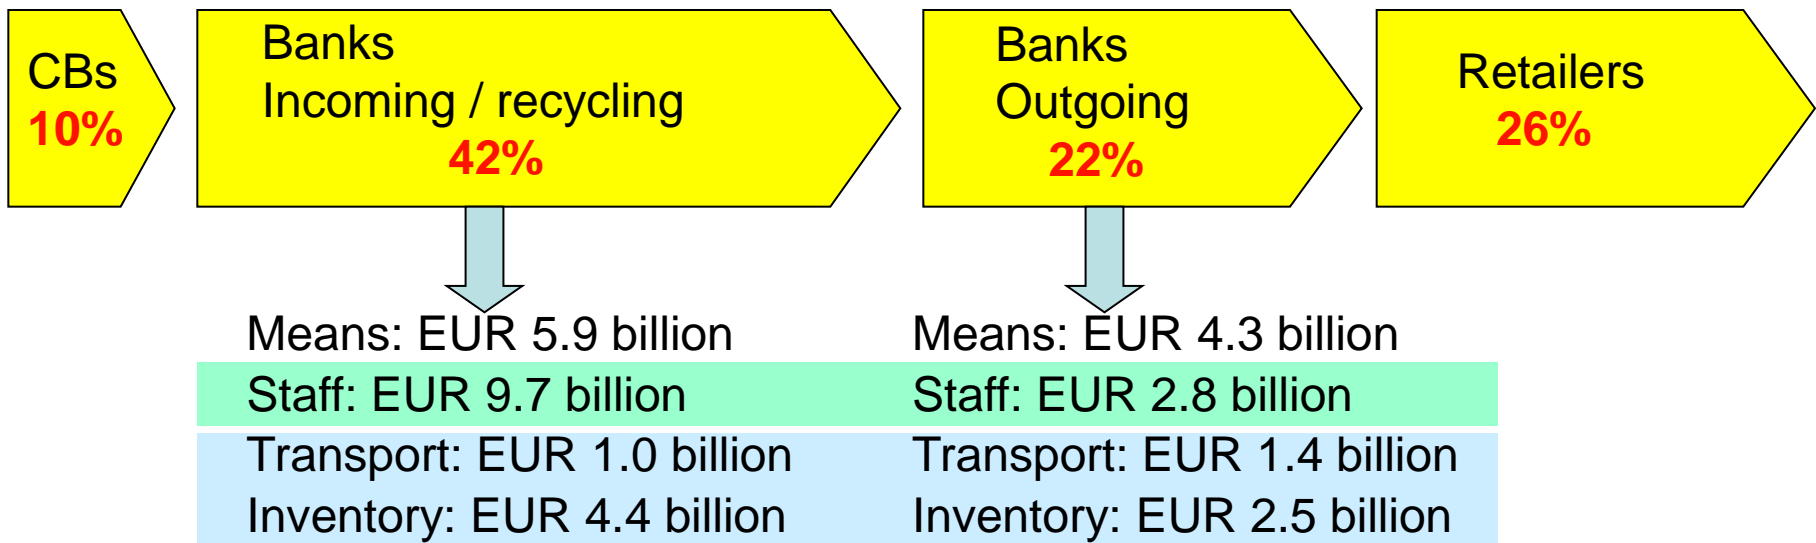 CBs
10%
Banks
Incoming / recycling
42%
Banks
Outgoing
22%
Retailers
26%
Means: EUR 5.9 billion
Staff: EUR 9.7 billion
Transport: EUR 1.0 billion
Inventory: EUR 4.4 billion
Means: EUR 4.3 billion
Staff: EUR 2.8 billion
Transport: EUR 1.4 billion
Inventory: EUR 2.5 billion